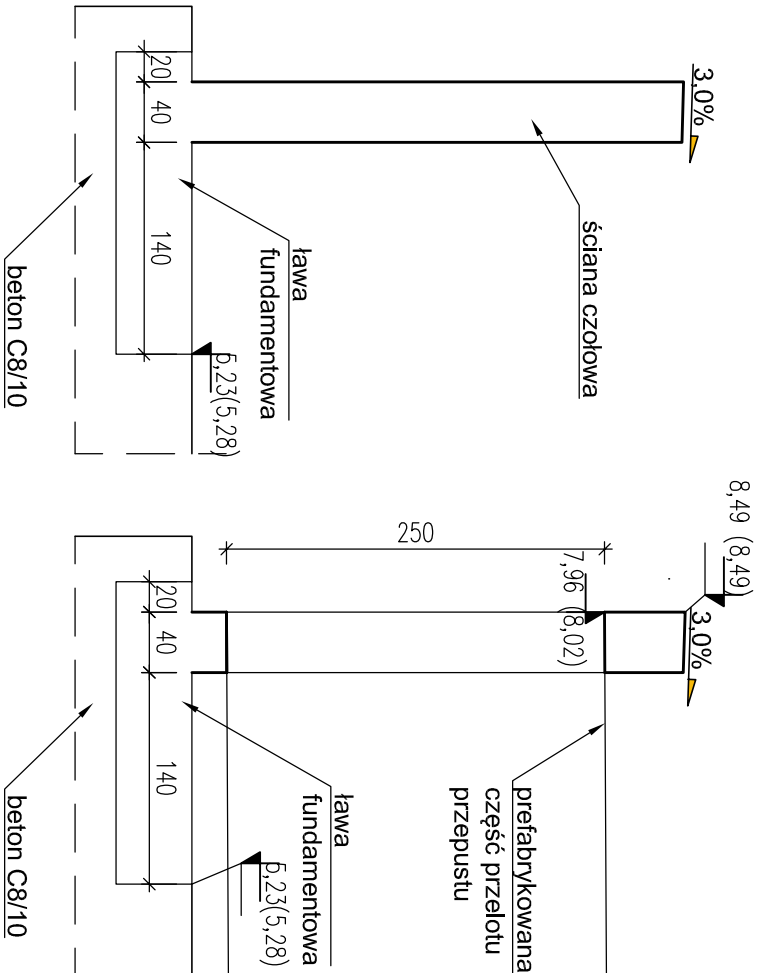 3,0%
ściana czołowa
20
40
140
5,23(5,28)
ława
fundamentowa
beton C8/10
8,49 (8,49)
3,0%
250
7,96 (8,02)
prefabrykowana
część przelotu
przepustu
20
40
140
5,23(5,28)
ława
fundamentowa
beton C8/10